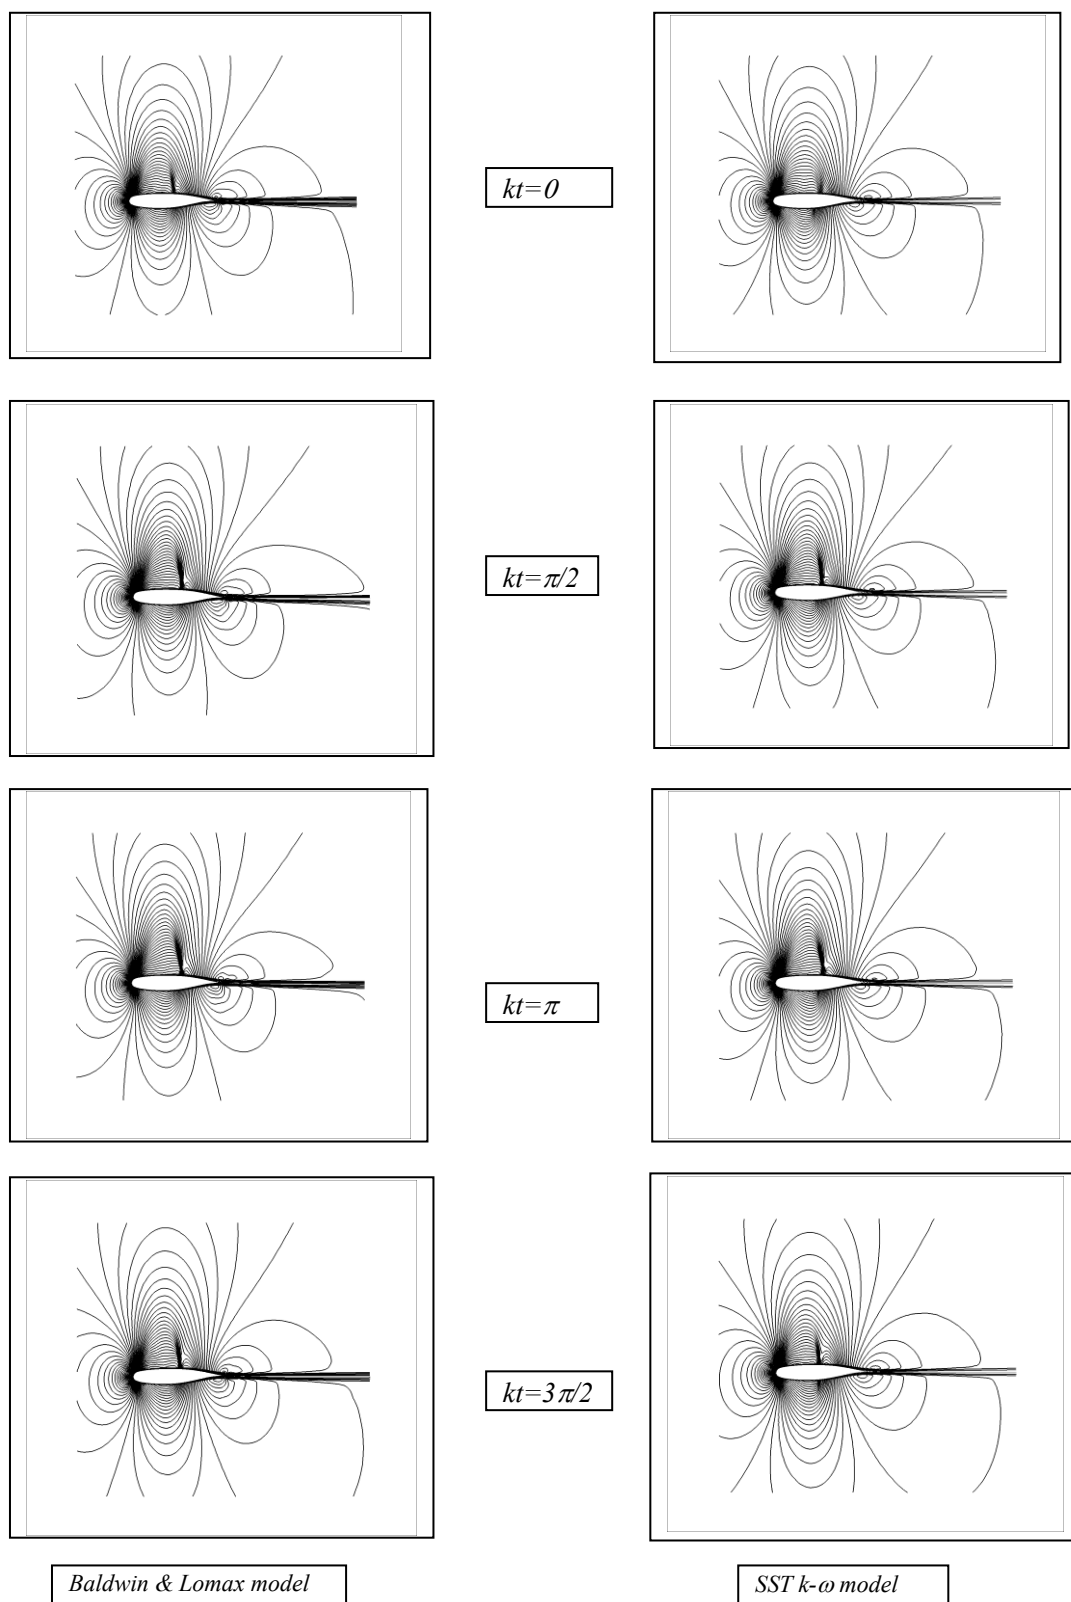 kt=0
kt=π/2
kt=π
kt=3π/2
Baldwin & Lomax model
SST k-ω model